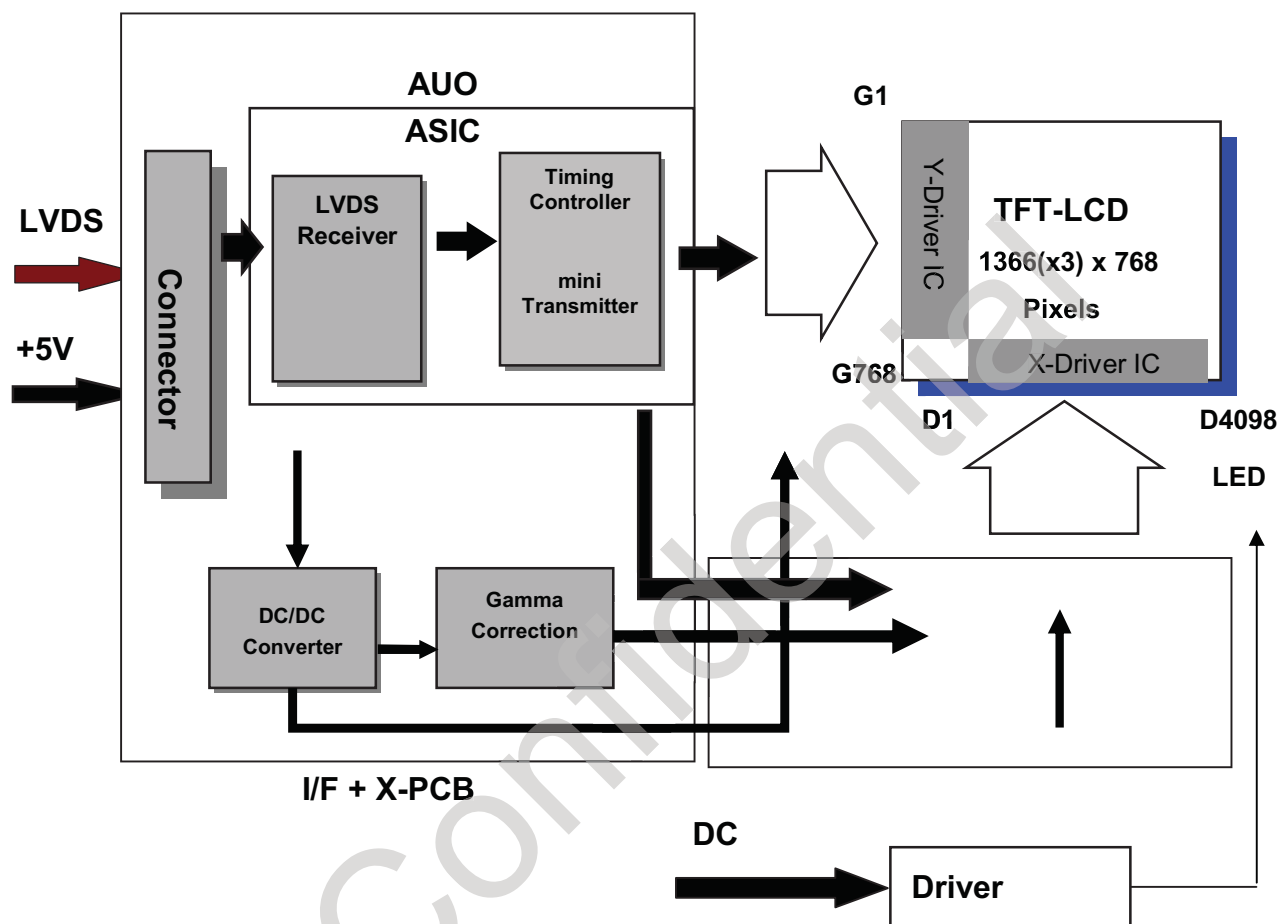 AUO
ASIC
G1
LVDS
+5V
Connector
LVDS
Receiver
Timing
Controller
mini
Transmitter
Y-Driver IC
TFT-LCD
1366(x3) x 768
Pixels
X-Driver IC
G768
D1
D4098
LED
DC/DC
Converter
Gamma
Correction
I/F + X-PCB
DC
Driver
Confidential